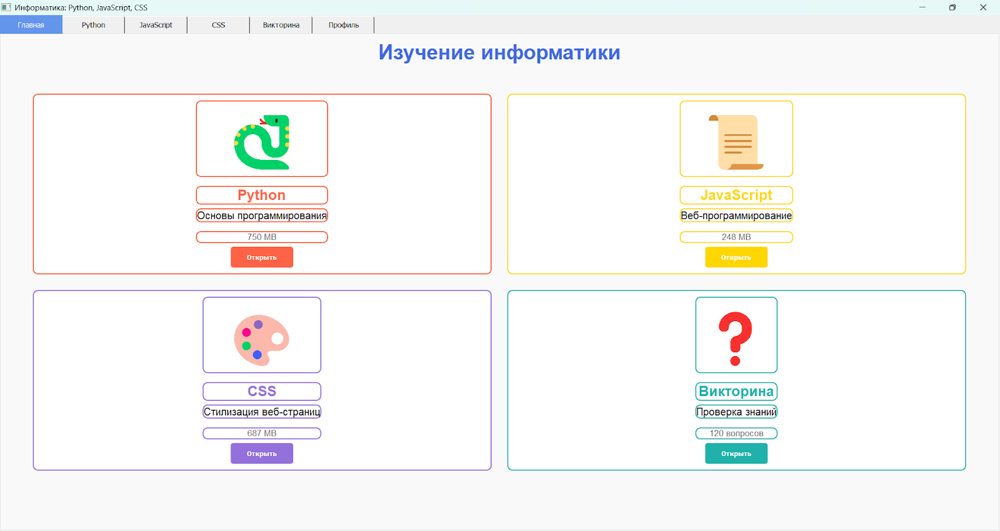 Информатика: Python, JavaScript, CSS
Главная Python JavaScript CSS Викторина Профиль
Изучение информатики
Python
Основы программирования
750 MB
Открыть
JavaScript
Веб-программирование
248 MB
Открыть
CSS
Стилизация веб-страниц
687 MB
Открыть
Викторина
Проверка знаний
120 вопросов
Открыть